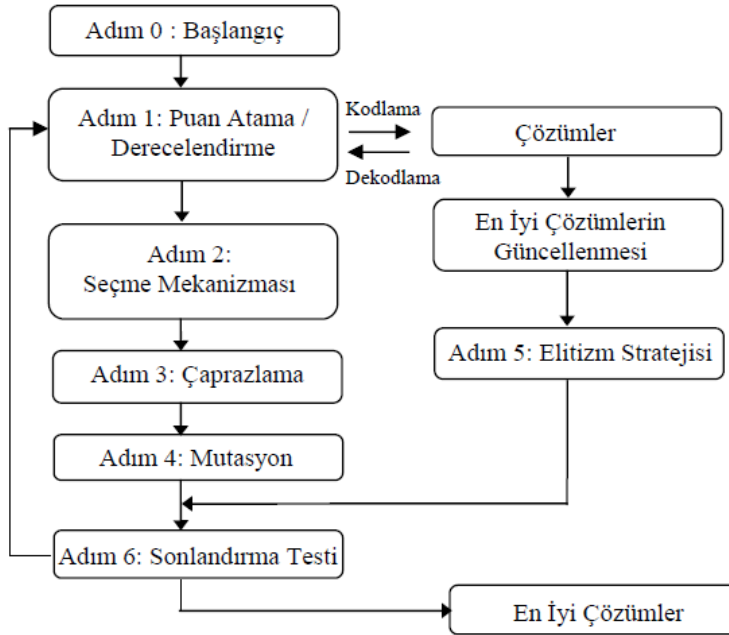 Adım 0 : Başlangıç
Adım 1: Puan Atama /
Derecelendirme
Kodlama
Dekodlama
Çözümler
En İyi Çözümlerin
Güncellenmesi
Adım 2:
Seçme Mekanizması
Adım 5: Elitizm Stratejisi
Adım 3: Çaprazlama
Adım 4: Mutasyon
Adım 6: Sonlandırma Testi
En İyi Çözümler